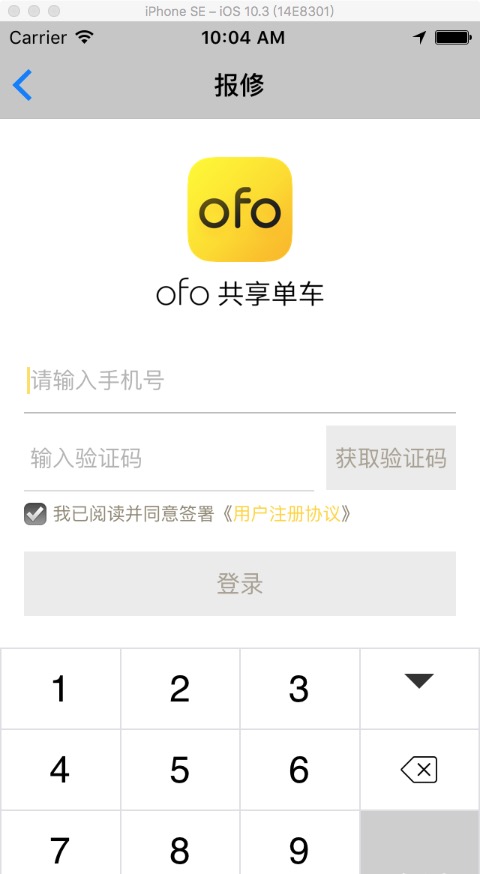 iPhone SE – iOS 10.3 (14E8301)
Carrier 10:04 AM
报修
ofo
ofo 共享单车
请输入手机号
输入验证码 获取验证码
我已阅读并同意签署《用户注册协议》
登录
1 2 3
4 5 6
7 8 9